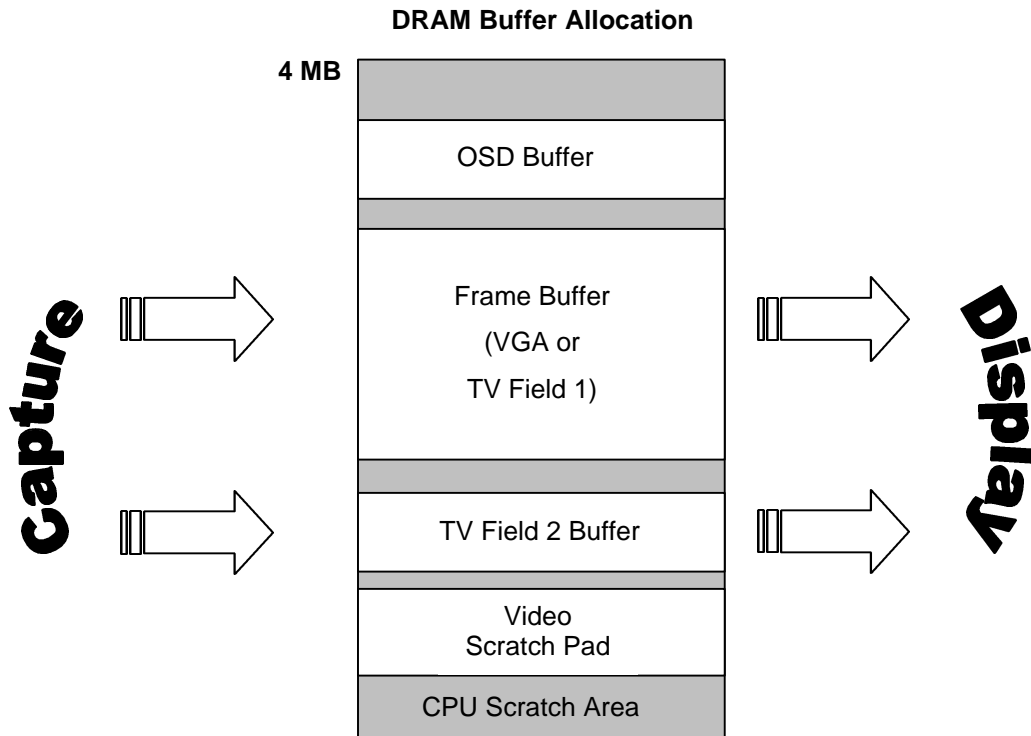 DRAM Buffer Allocation
4 MB
OSD Buffer
Frame Buffer
(VGA or
TV Field 1)
Capture
Display
TV Field 2 Buffer
Video
Scratch Pad
CPU Scratch Area